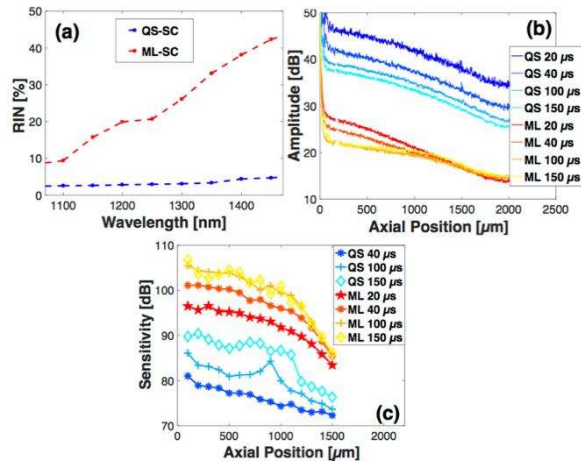 (a)
QS-SC
ML-SC
RIN [%]
50
40
30
20
10
0
1100 1200 1300 1400
Wavelength [nm]
(b)
Amplitude [dB]
50
40
30
20
10
0 500 1000 1500 2000 2500
Axial Position [µm]
QS 20 µs
QS 40 µs
QS 100 µs
QS 150 µs
ML 20 µs
ML 40 µs
ML 100 µs
ML 150 µs
(c)
Sensitivity [dB]
110
100
90
80
70
0 500 1000 1500 2000
Axial Position [µm]
QS 40 µs
QS 100 µs
QS 150 µs
ML 20 µs
ML 40 µs
ML 100 µs
ML 150 µs